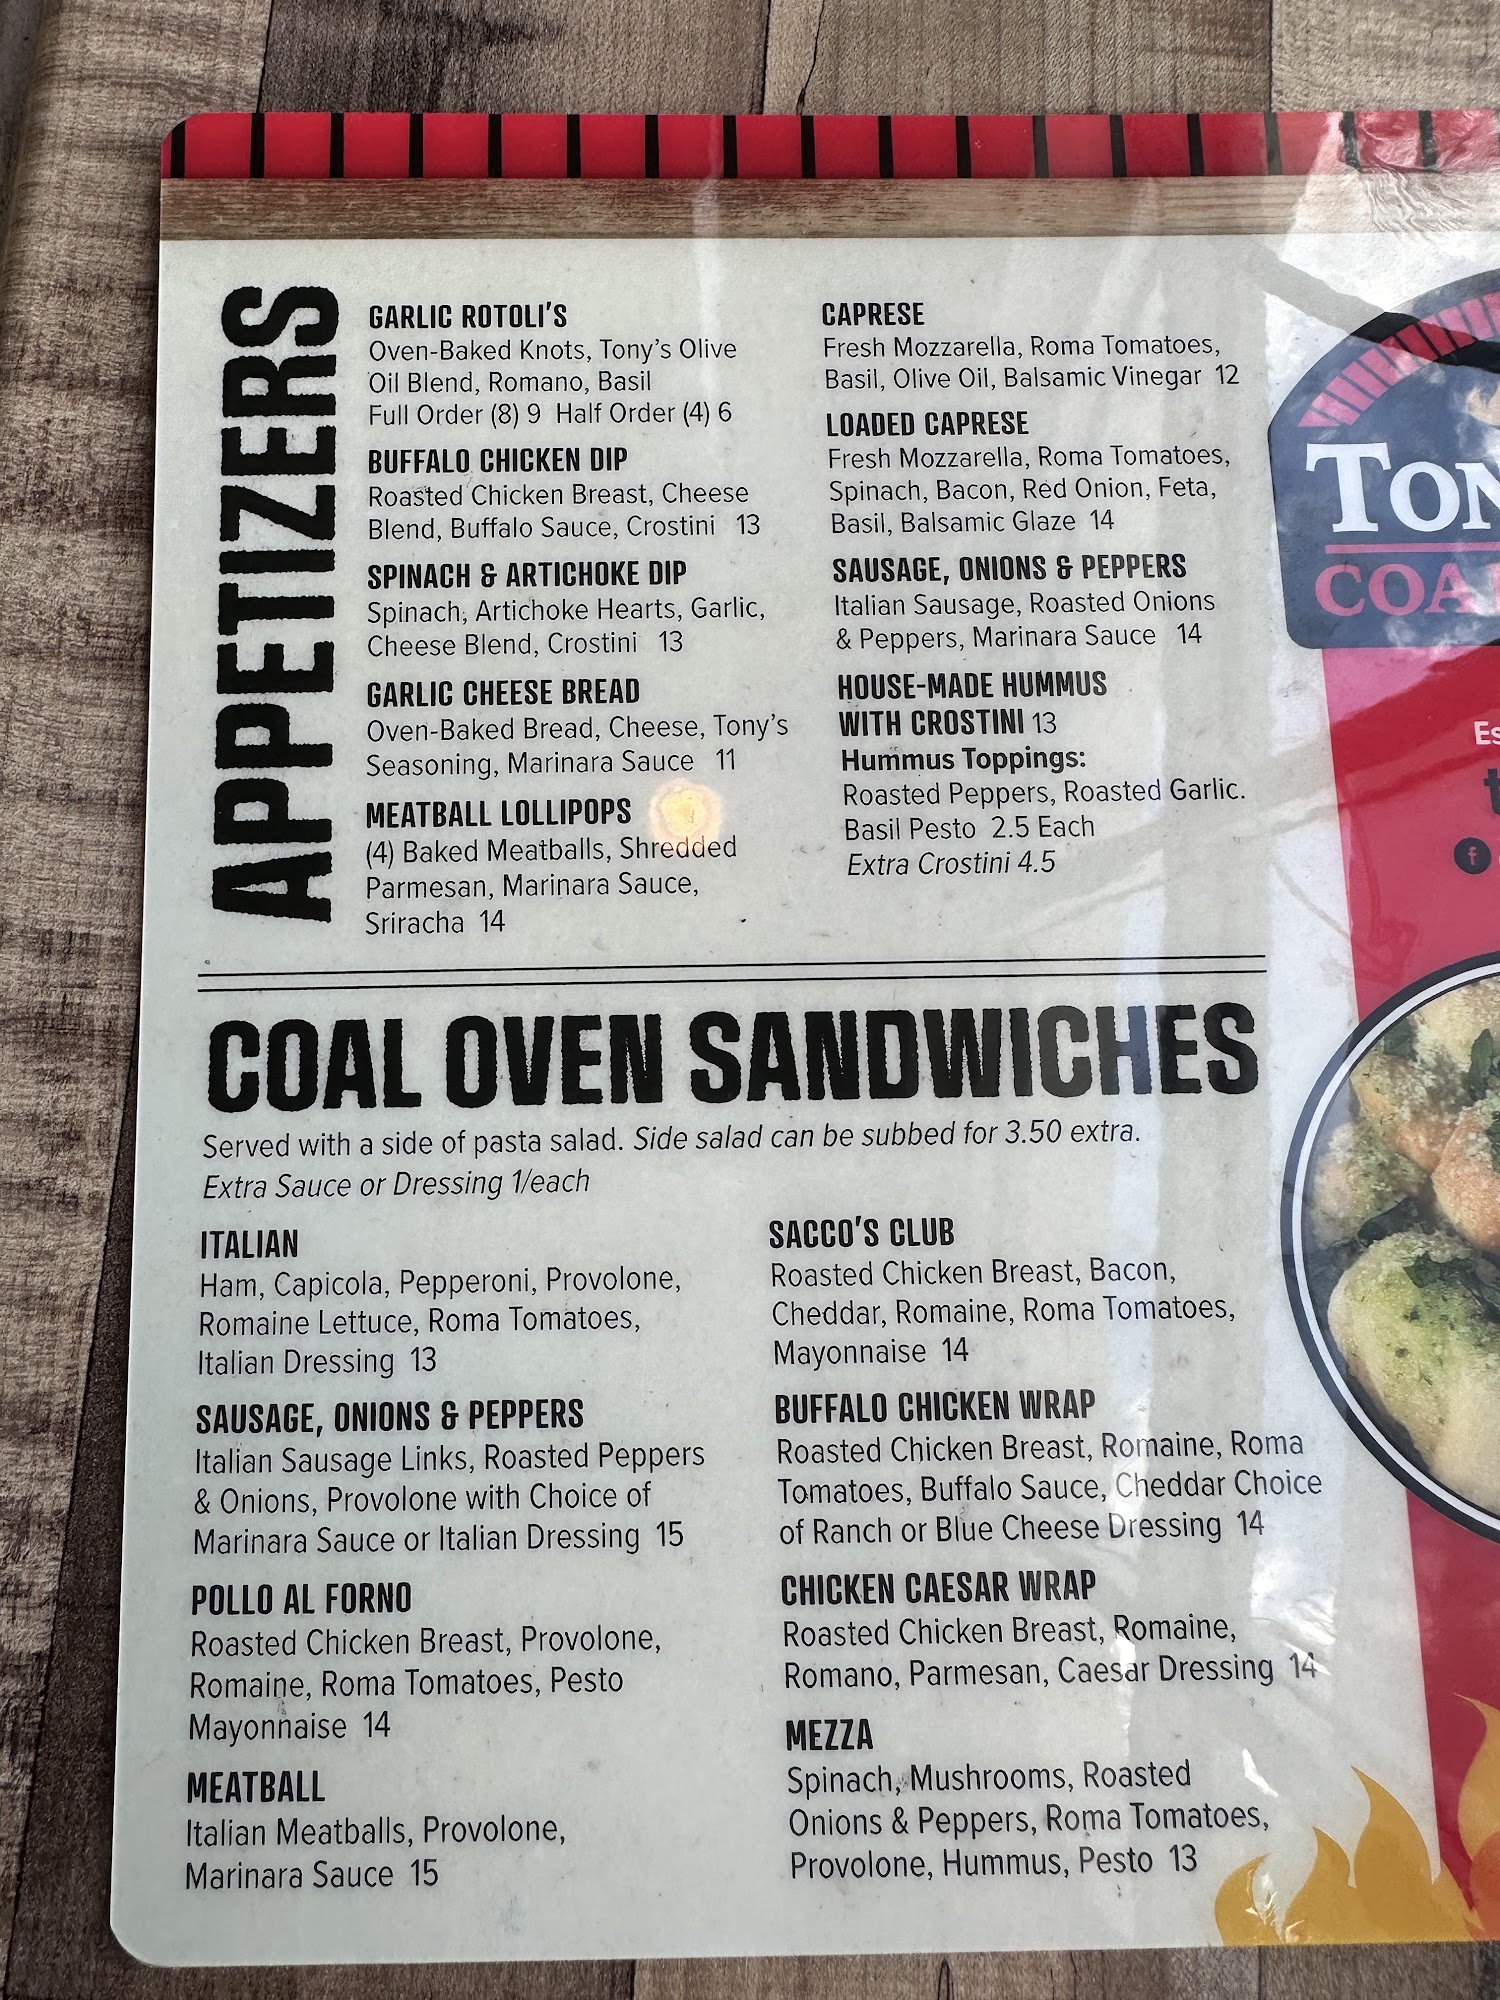 APPETIZERS
GARLIC ROTOLI'S
Oven-Baked Knots, Tony's Olive
Oil Blend, Romano, Basil
Full Order (8) 9 Half Order (4) 6
BUFFALO CHICKEN DIP
Roasted Chicken Breast, Cheese
Blend, Buffalo Sauce, Crostini 13
SPINACH & ARTICHOKE DIP
Spinach, Artichoke Hearts, Garlic,
Cheese Blend, Crostini 13
GARLIC CHEESE BREAD
Oven-Baked Bread, Cheese, Tony's
Seasoning, Marinara Sauce 11
MEATBALL LOLLIPOPS
(4) Baked Meatballs, Shredded
Parmesan, Marinara Sauce,
Sriracha 14
CAPRESE
Fresh Mozzarella, Roma Tomatoes,
Basil, Olive Oil, Balsamic Vinegar 12
LOADED CAPRESE
Fresh Mozzarella, Roma Tomatoes,
Spinach, Bacon, Red Onion, Feta,
Basil, Balsamic Glaze 14
SAUSAGE, ONIONS & PEPPERS
Italian Sausage, Roasted Onions
& Peppers, Marinara Sauce 14
HOUSE-MADE HUMMUS
WITH CROSTINI 13
Hummus Toppings:
Roasted Peppers, Roasted Garlic.
Basil Pesto 2.5 Each
Extra Crostini 4.5
COAL OVEN SANDWICHES
Served with a side of pasta salad. Side salad can be subbed for 3.50 extra.
Extra Sauce or Dressing 1/each
ITALIAN
Ham, Capicola, Pepperoni, Provolone,
Romaine Lettuce, Roma Tomatoes,
Italian Dressing 13
SAUSAGE, ONIONS & PEPPERS
Italian Sausage Links, Roasted Peppers
& Onions, Provolone with Choice of
Marinara Sauce or Italian Dressing 15
POLLO AL FORNO
Roasted Chicken Breast, Provolone,
Romaine, Roma Tomatoes, Pesto
Mayonnaise 14
MEATBALL
Italian Meatballs, Provolone,
Marinara Sauce 15
SACCO'S CLUB
Roasted Chicken Breast, Bacon,
Cheddar, Romaine, Roma Tomatoes,
Mayonnaise 14
BUFFALO CHICKEN WRAP
Roasted Chicken Breast, Romaine, Roma
Tomatoes, Buffalo Sauce, Cheddar Choice
of Ranch or Blue Cheese Dressing 14
CHICKEN CAESAR WRAP
Roasted Chicken Breast, Romaine,
Romano, Parmesan, Caesar Dressing 14
MEZZA
Spinach, Mushrooms, Roasted
Onions & Peppers, Roma Tomatoes,
Provolone, Hummus, Pesto 13
TON
COA
Es